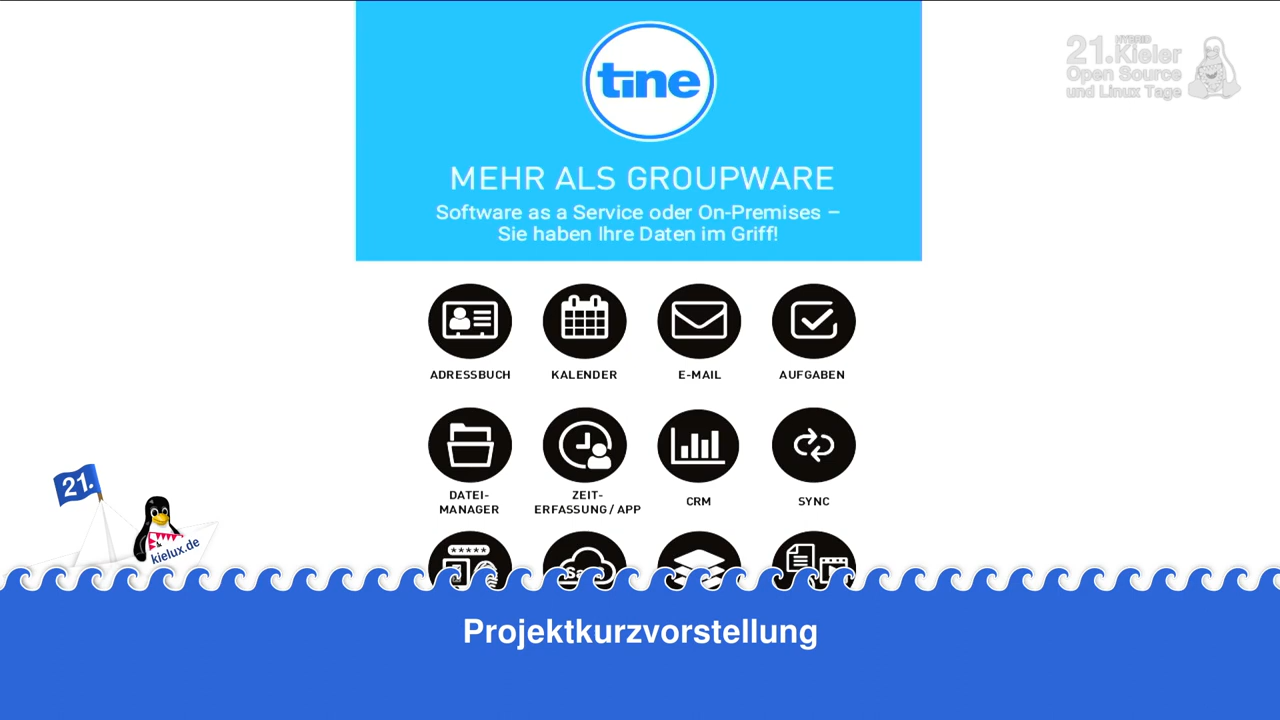 tine
HYBRID
21.Kieler
Open Source
und Linux Tage
MEHR ALS GROUPWARE
Software as a Service oder On-Premises –
Sie haben Ihre Daten im Griff!
ADRESSBUCH
KALENDER
E-MAIL
AUFGABEN
DATEI-
MANAGER
ZEIT-
ERFASSUNG / APP
CRM
SYNC
21.
kielux.de
Projektkurzvorstellung